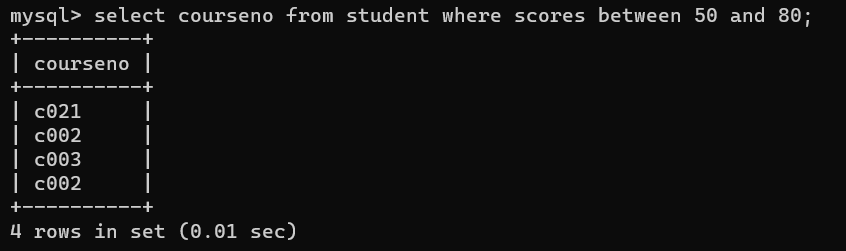 mysql> select courseno from student where scores between 50 and 80;
+----------+
| courseno |
+----------+
| c021     |
| c002     |
| c003     |
| c002     |
+----------+
4 rows in set (0.01 sec)